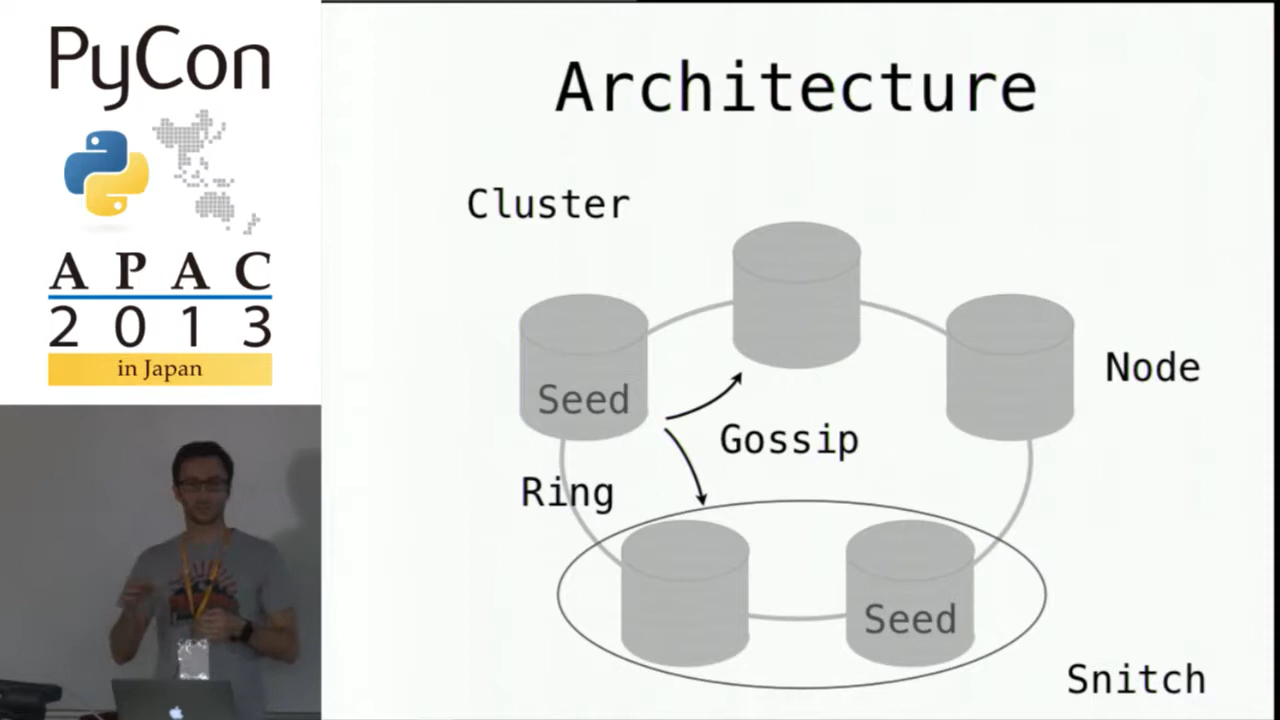 PyCon
APAC
2013
in Japan
Architecture
Cluster
Node
Seed
Gossip
Ring
Seed
Snitch